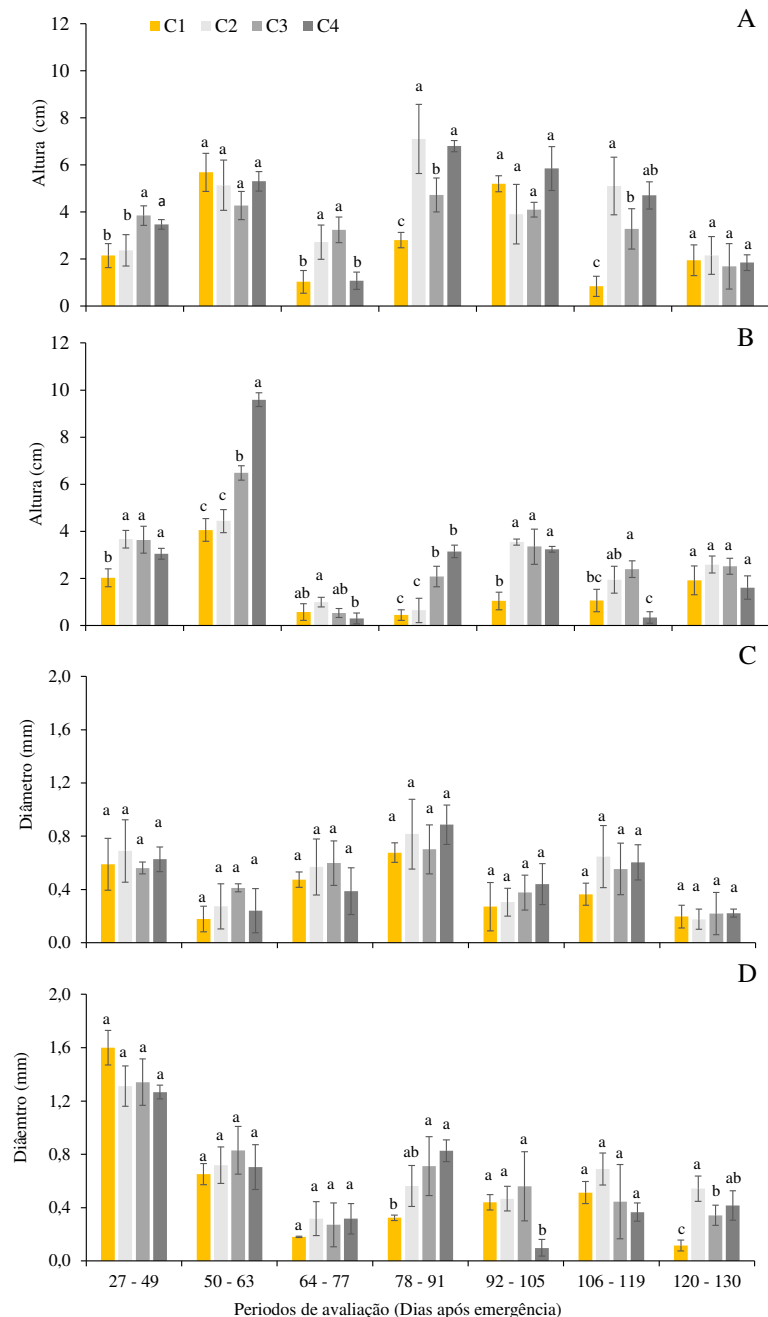 A
C1 C2 C3 C4
Altura (cm)
12
10
8
6
4
2
0
b b a a
a a a a
b a a b
c a b a
a a a a
c a b ab
a a a a
B
Altura (cm)
12
10
8
6
4
2
0
b a a a
c c b a
ab a ab b
c c b b
b a a a
bc ab a c
a a a a
C
Diâmetro (mm)
2,0
1,6
1,2
0,8
0,4
0,0
a a a a
a a a a
a a a a
a a a a
a a a a
a a a a
a a a a
D
Diâemtro (mm)
2,0
1,6
1,2
0,8
0,4
0,0
a a a a
a a a a
a a a a
b ab a a
a a a b
a a a a
c a b ab
27 - 49 50 - 63 64 - 77 78 - 91 92 - 105 106 - 119 120 - 130
Periodos de avaliação (Dias após emergência)